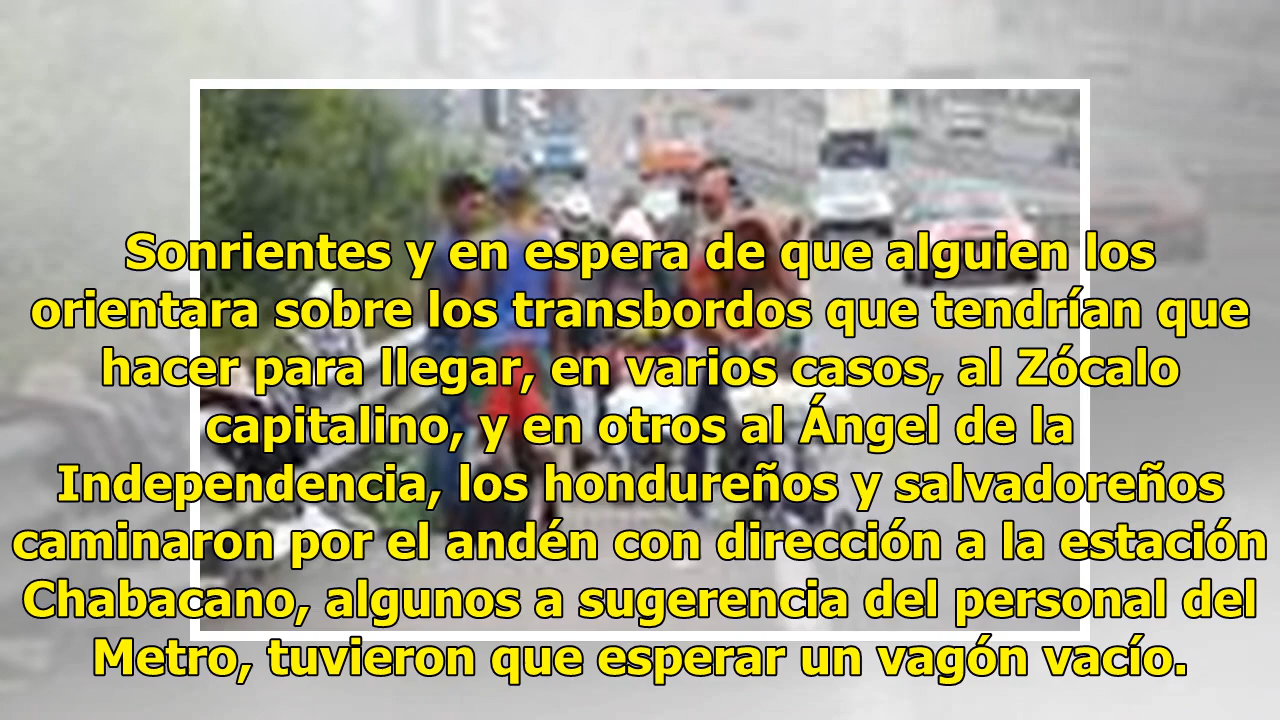 Sonrientes y en espera de que alguien los
orientara sobre los transbordos que tendrían que
hacer para llegar, en varios casos, al Zócalo
capitalino, y en otros al Ángel de la
Independencia, los hondureños y salvadoreños
caminaron por el andén con dirección a la estación
Chabacano, algunos a sugerencia del personal del
Metro, tuvieron que esperar un vagón vacío.